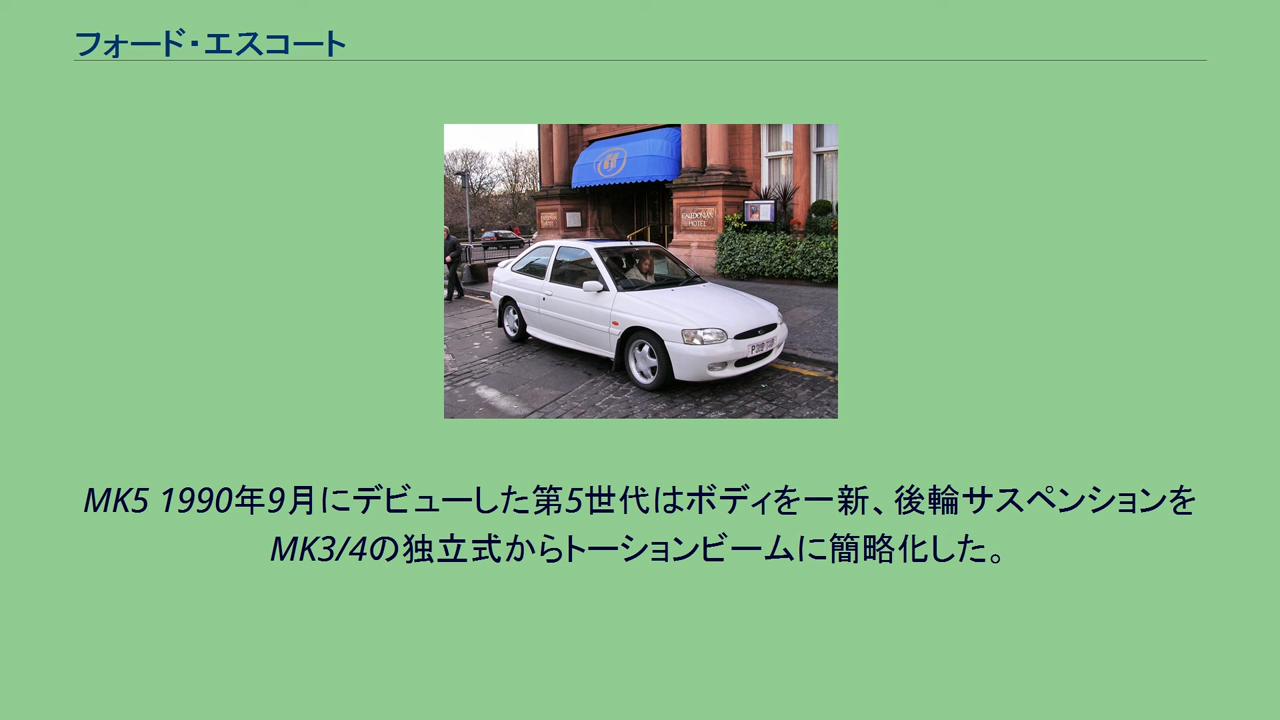 フォード・エスコート
CALEDONIAN
HOTEL
MK5 1990年9月にデビューした第5世代はボディを一新、後輪サスペンションを
MK3/4の独立式からトーションビームに簡略化した。